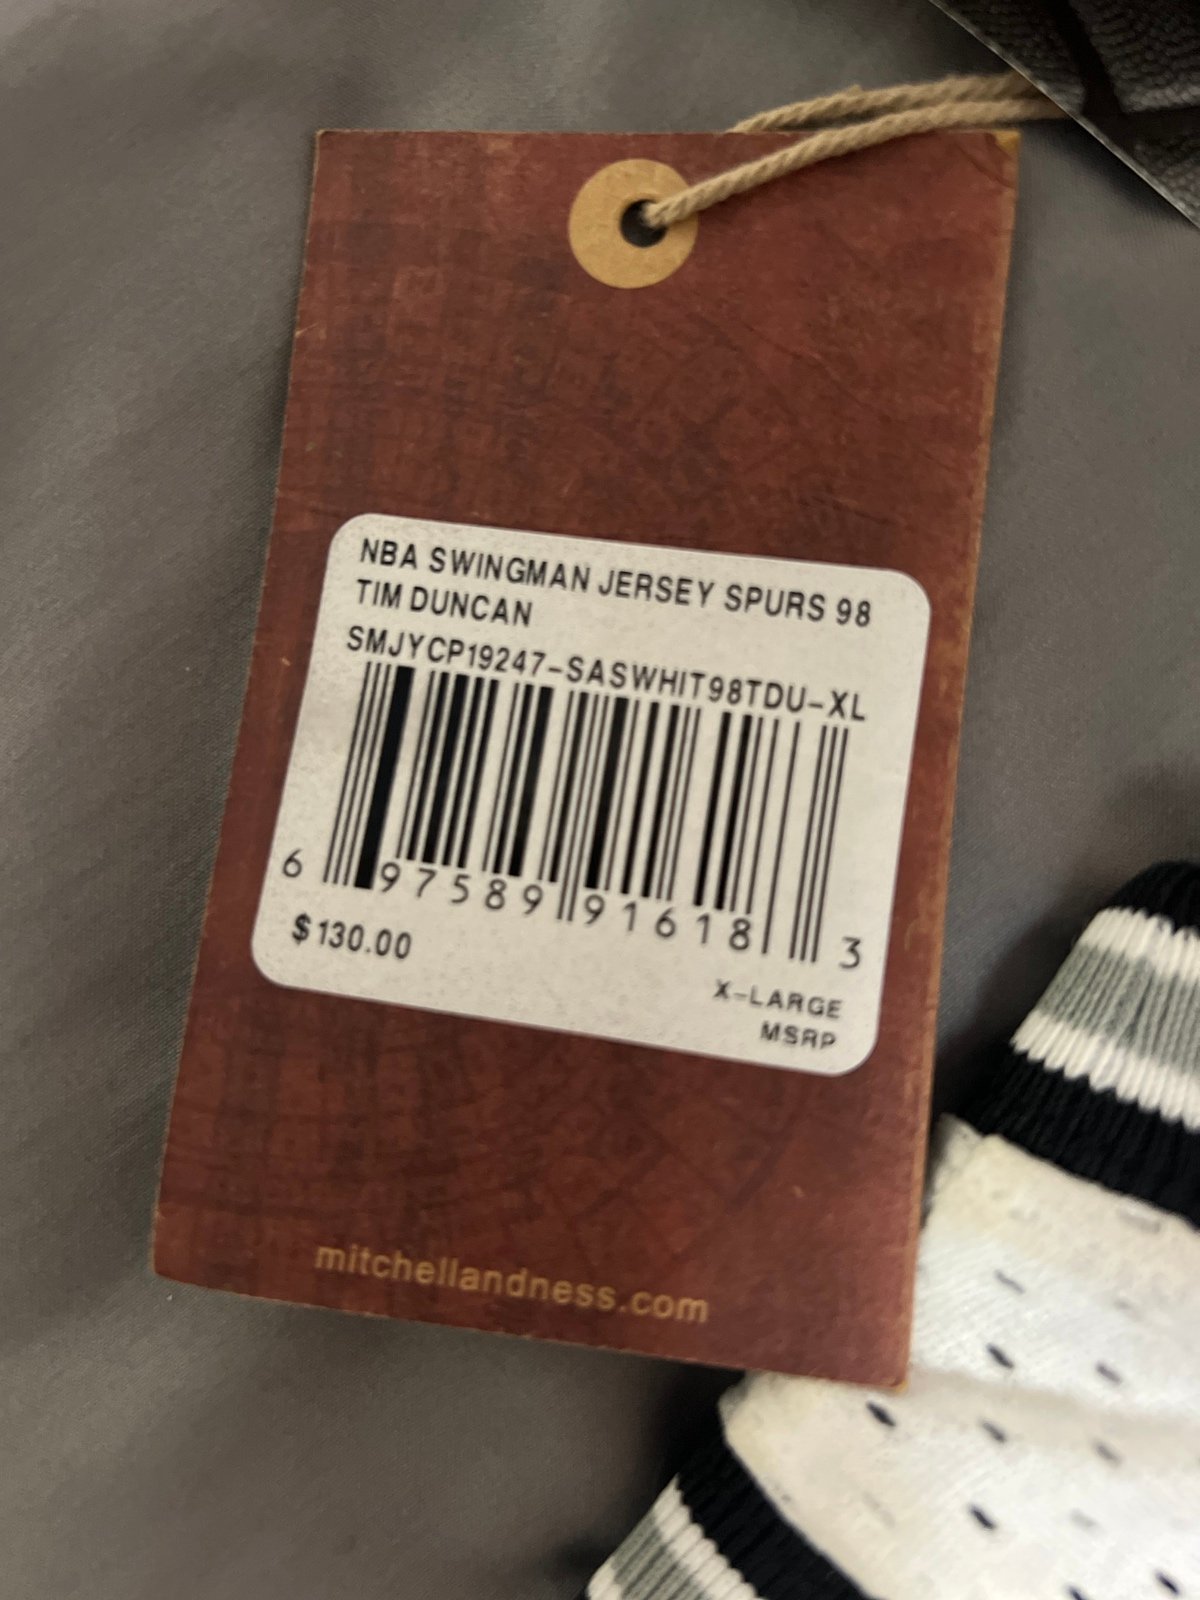 NBA SWINGMAN JERSEY SPURS 98
TIM DUNCAN
SMJYCP19247-SASWHIT98TDU-XL
6 97589 91618 3
$130.00
X-LARGE
MSRP
mitchellandness.com